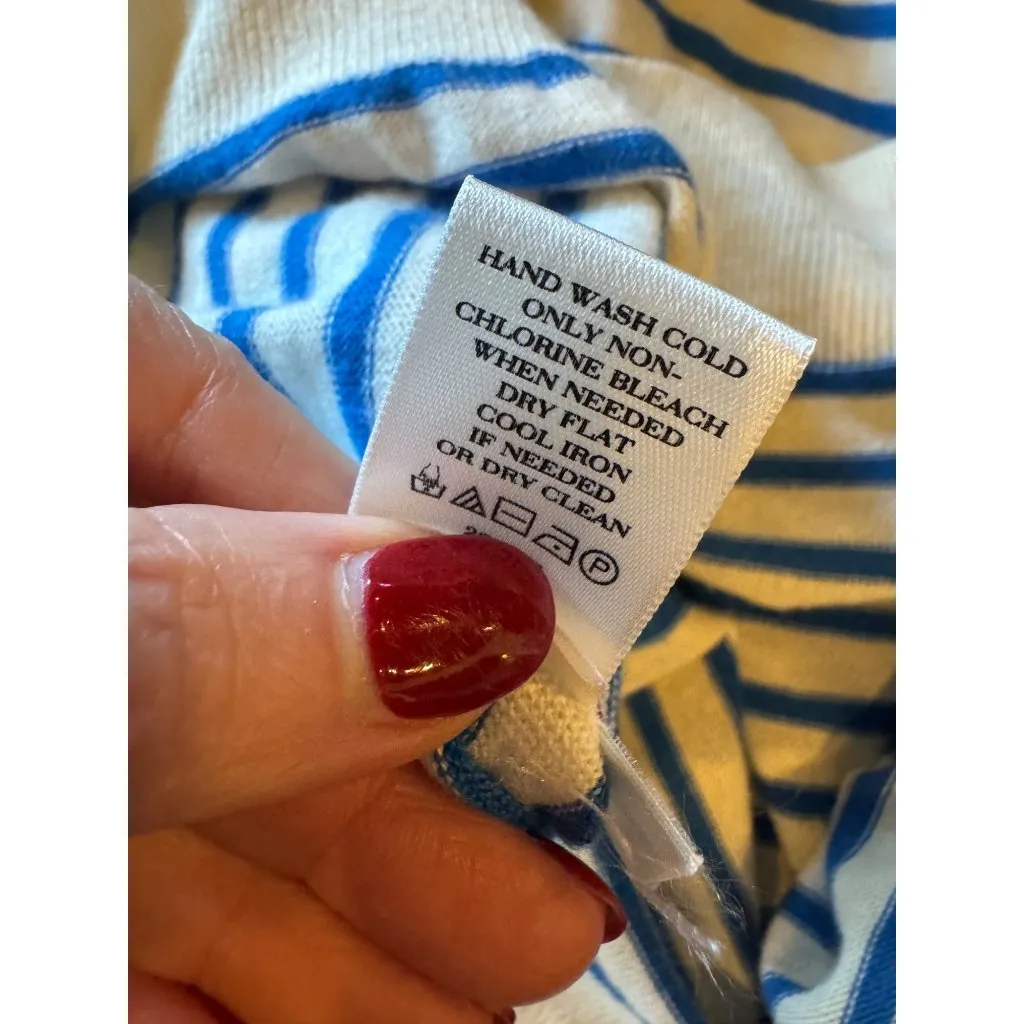 HAND WASH COLD
ONLY NON-
CHLORINE BLEACH
WHEN NEEDED
DRY FLAT
COOL IRON
IF NEEDED
OR DRY CLEAN
P